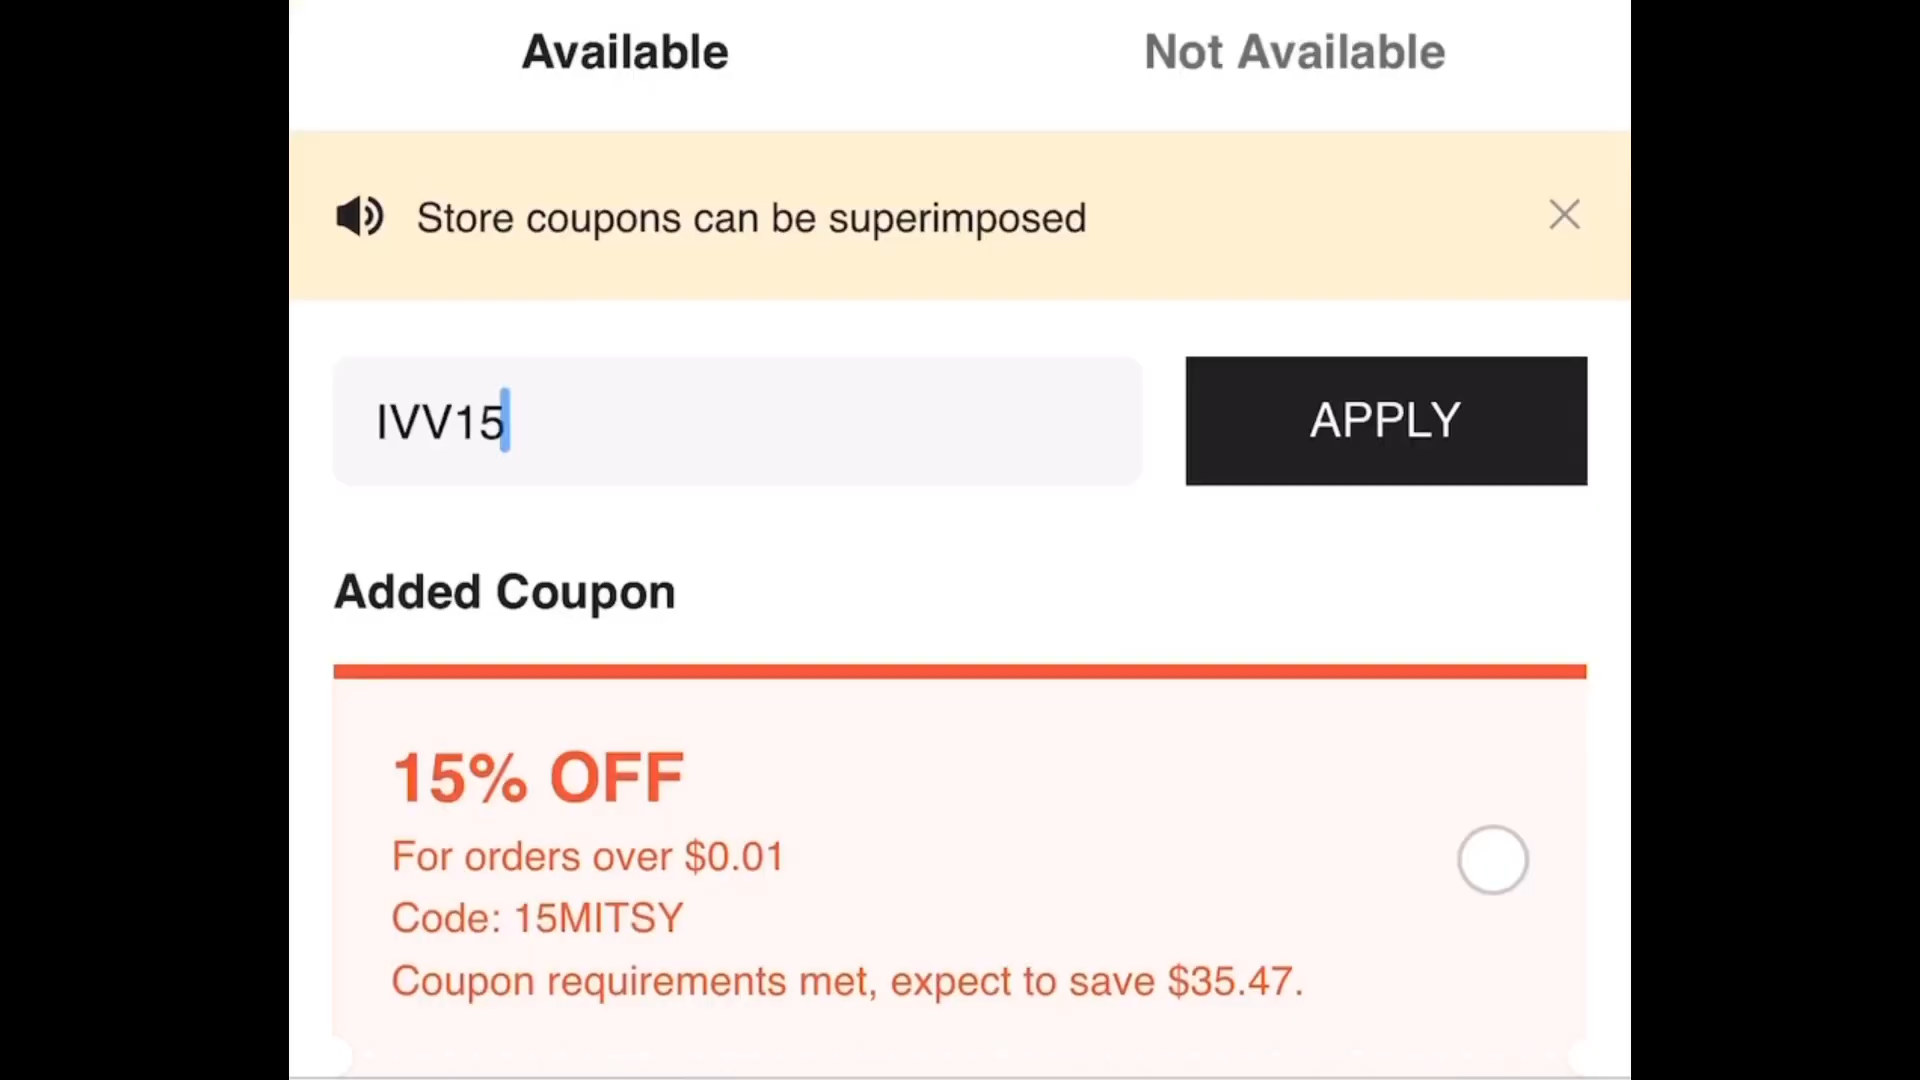 Available
Not Available
Store coupons can be superimposed
IVV15
APPLY
Added Coupon
15% OFF
For orders over $0.01
Code: 15MITSY
Coupon requirements met, expect to save $35.47.